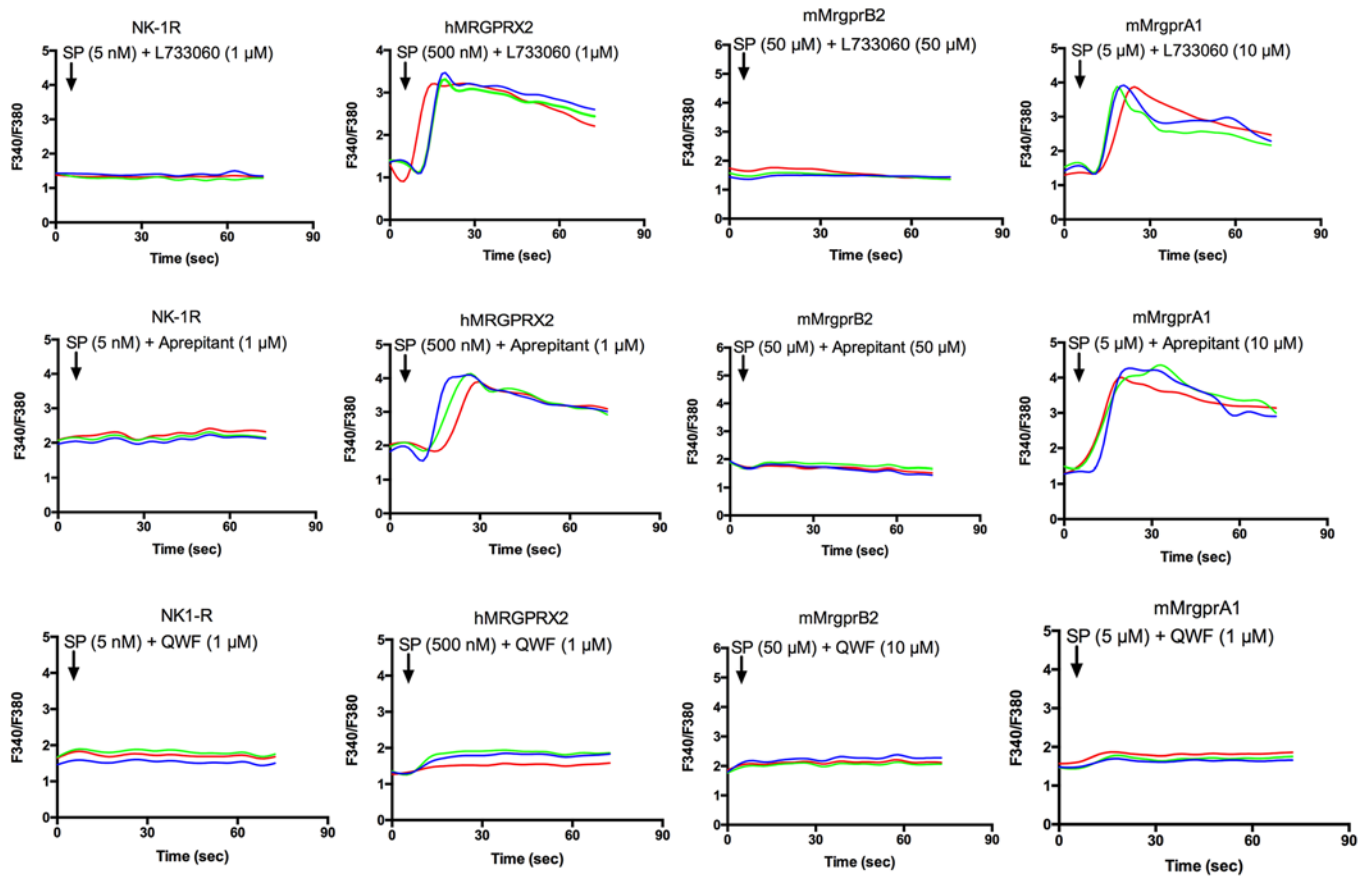 NK-1R
SP (5 nM) + L733060 (1 µM)
F340/F380
5
4
3
2
1
0
0 30 60 90
Time (sec)
hMRGPRX2
SP (500 nM) + L733060 (1µM)
F340/F380
4
3
2
1
0
0 30 60 90
Time (sec)
mMrgprB2
SP (50 µM) + L733060 (50 µM)
F340/F380
6
5
4
3
2
1
0
0 30 60 90
Time (sec)
mMrgprA1
SP (5 µM) + L733060 (10 µM)
F340/F380
5
4
3
2
1
0
0 30 60 90
Time (sec)
NK-1R
SP (5 nM) + Aprepitant (1 µM)
F340/F380
5
4
3
2
1
0
0 30 60 90
Time (sec)
hMRGPRX2
SP (500 nM) + Aprepitant (1 µM)
F340/F380
5
4
3
2
1
0
0 30 60 90
Time (sec)
mMrgprB2
SP (50 µM) + Aprepitant (50 µM)
F340/F380
6
5
4
3
2
1
0
0 30 60 90
Time (sec)
mMrgprA1
SP (5 µM) + Aprepitant (10 µM)
F340/F380
5
4
3
2
1
0
0 30 60 90
Time (sec)
NK1-R
SP (5 nM) + QWF (1 µM)
F340/F380
5
4
3
2
1
0
0 30 60 90
Time (sec)
hMRGPRX2
SP (500 nM) + QWF (1 µM)
F340/F380
5
4
3
2
1
0
0 30 60 90
Time (sec)
mMrgprB2
SP (50 µM) + QWF (10 µM)
F340/F380
6
5
4
3
2
1
0
0 30 60 90
Time (sec)
mMrgprA1
SP (5 µM) + QWF (1 µM)
F340/F380
5
4
3
2
1
0
0 30 60 90
Time (sec)